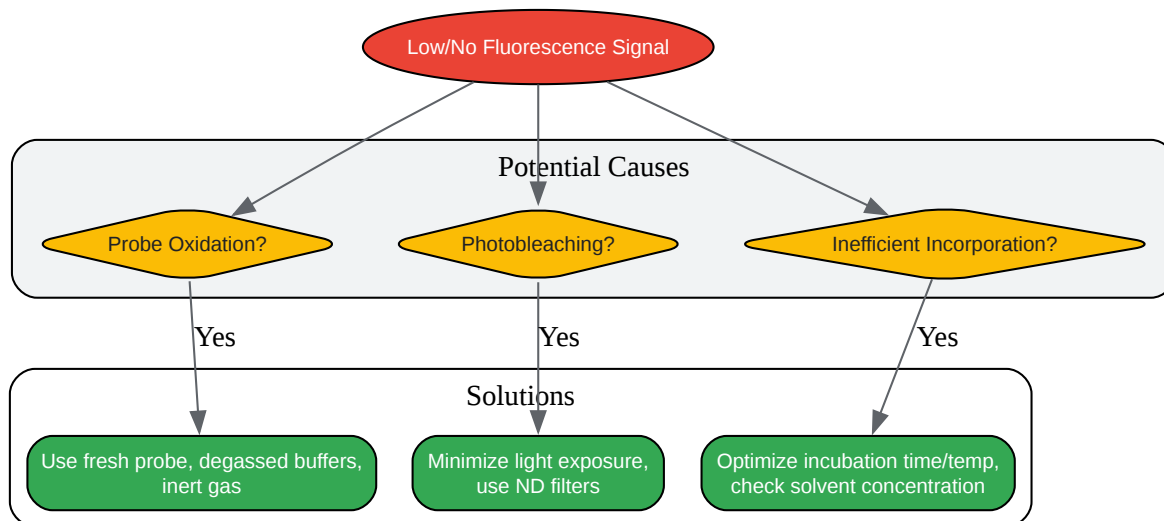 Low/No Fluorescence Signal
Potential Causes
Probe Oxidation?
Photobleaching?
Inefficient Incorporation?
Yes
Yes
Yes
Solutions
Use fresh probe, degassed buffers,
inert gas
Minimize light exposure,
use ND filters
Optimize incubation time/temp,
check solvent concentration